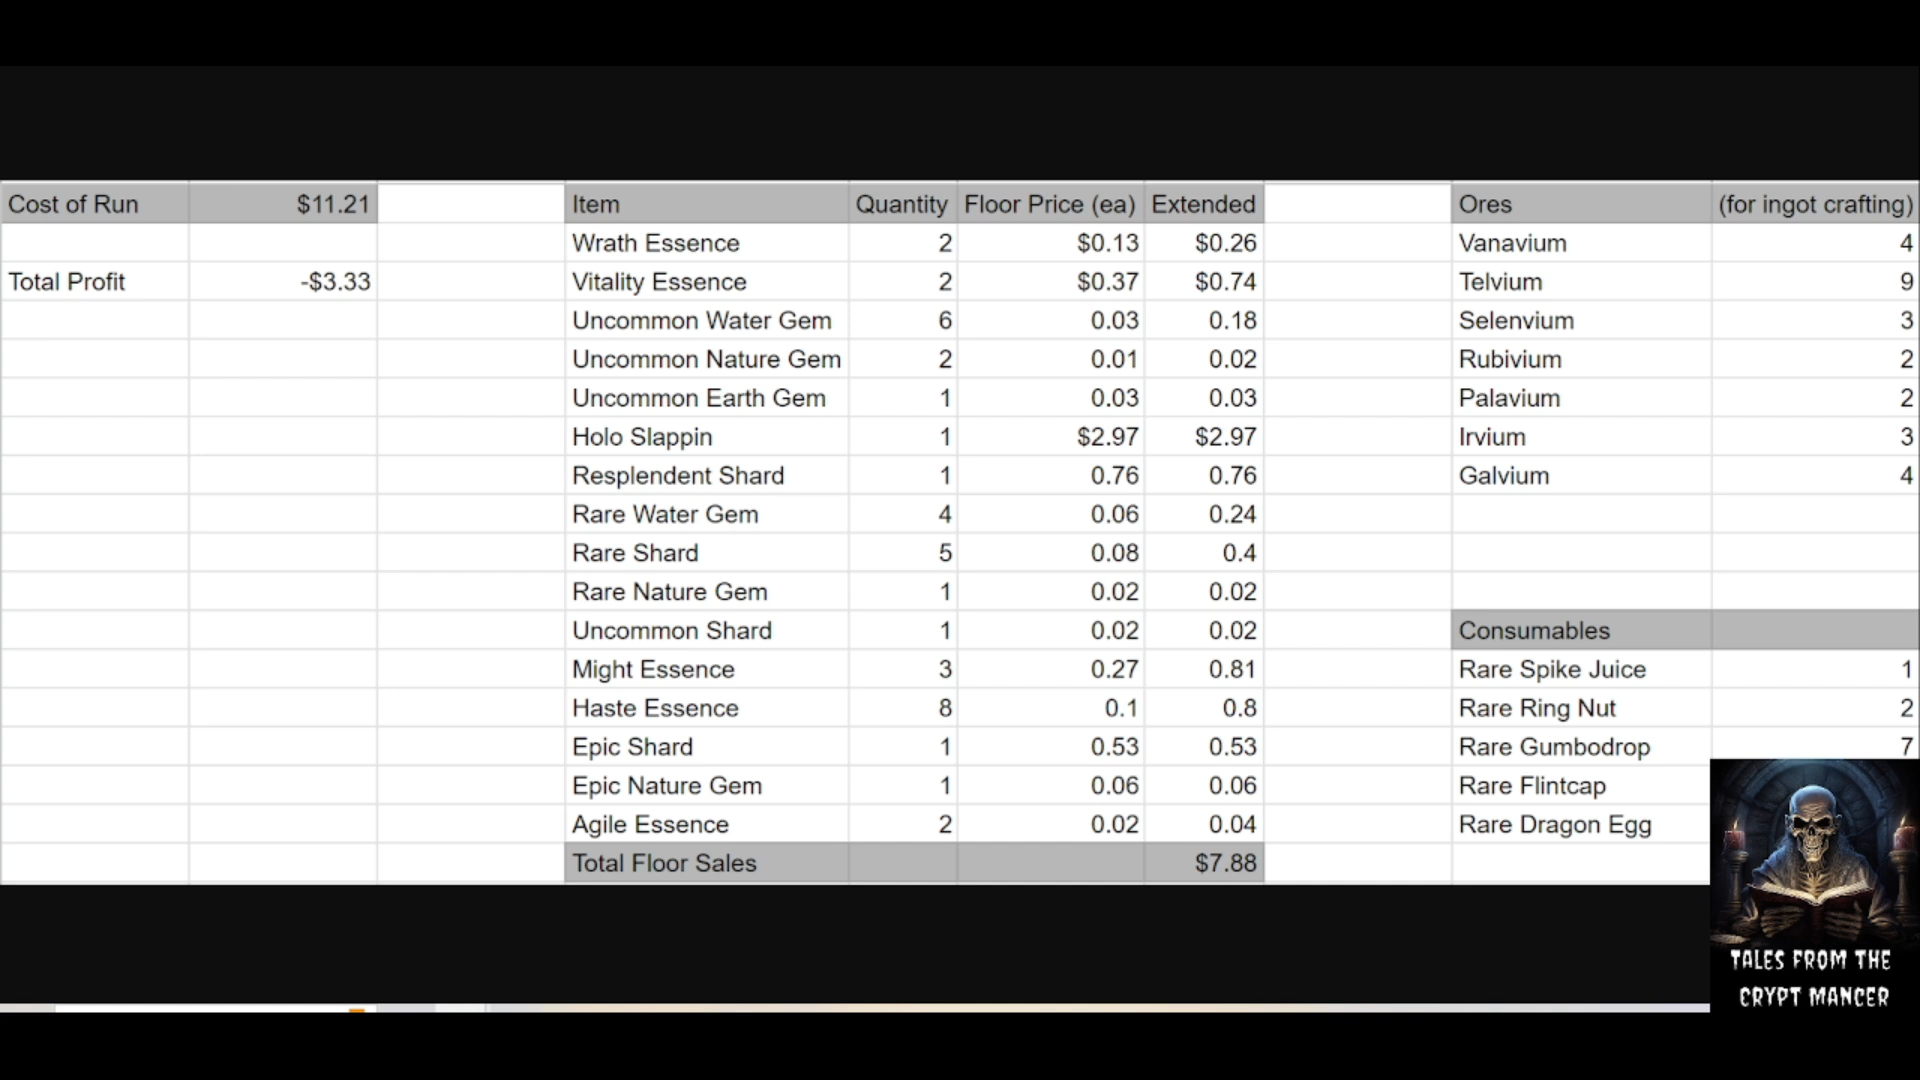 Cost of Run $11.21 Item Quantity Floor Price (ea) Extended Ores (for ingot crafting)
Wrath Essence 2 $0.13 $0.26 Vanavium 4
Total Profit -$3.33 Vitality Essence 2 $0.37 $0.74 Telvium 9
Uncommon Water Gem 6 0.03 0.18 Selenvium 3
Uncommon Nature Gem 2 0.01 0.02 Rubivium 2
Uncommon Earth Gem 1 0.03 0.03 Palavium 2
Holo Slappin 1 $2.97 $2.97 Irvium 3
Resplendent Shard 1 0.76 0.76 Galvium 4
Rare Water Gem 4 0.06 0.24
Rare Shard 5 0.08 0.4
Rare Nature Gem 1 0.02 0.02
Uncommon Shard 1 0.02 0.02 Consumables
Might Essence 3 0.27 0.81 Rare Spike Juice 1
Haste Essence 8 0.1 0.8 Rare Ring Nut 2
Epic Shard 1 0.53 0.53 Rare Gumbodrop 7
Epic Nature Gem 1 0.06 0.06 Rare Flintcap
Agile Essence 2 0.02 0.04 Rare Dragon Egg
Total Floor Sales $7.88
TALES FROM THE
CRYPT MANCER